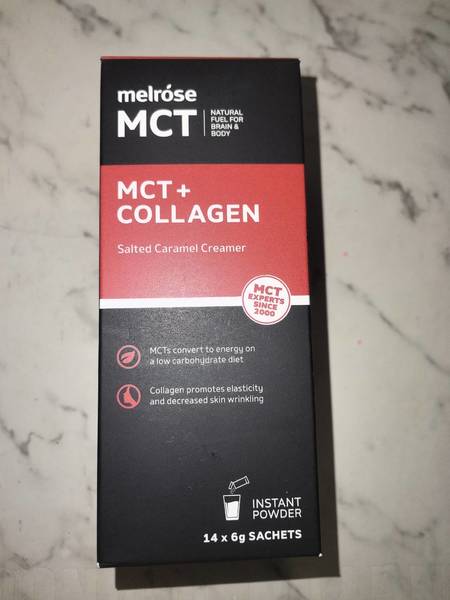 melróse
MCT
NATURAL
FUEL FOR
BRAIN &
BODY
MCT +
COLLAGEN
Salted Caramel Creamer
MCT
EXPERTS
SINCE
2000
MCTs convert to energy on
a low carbohydrate diet
Collagen promotes elasticity
and decreased skin wrinkling
INSTANT
POWDER
14 x 6g SACHETS